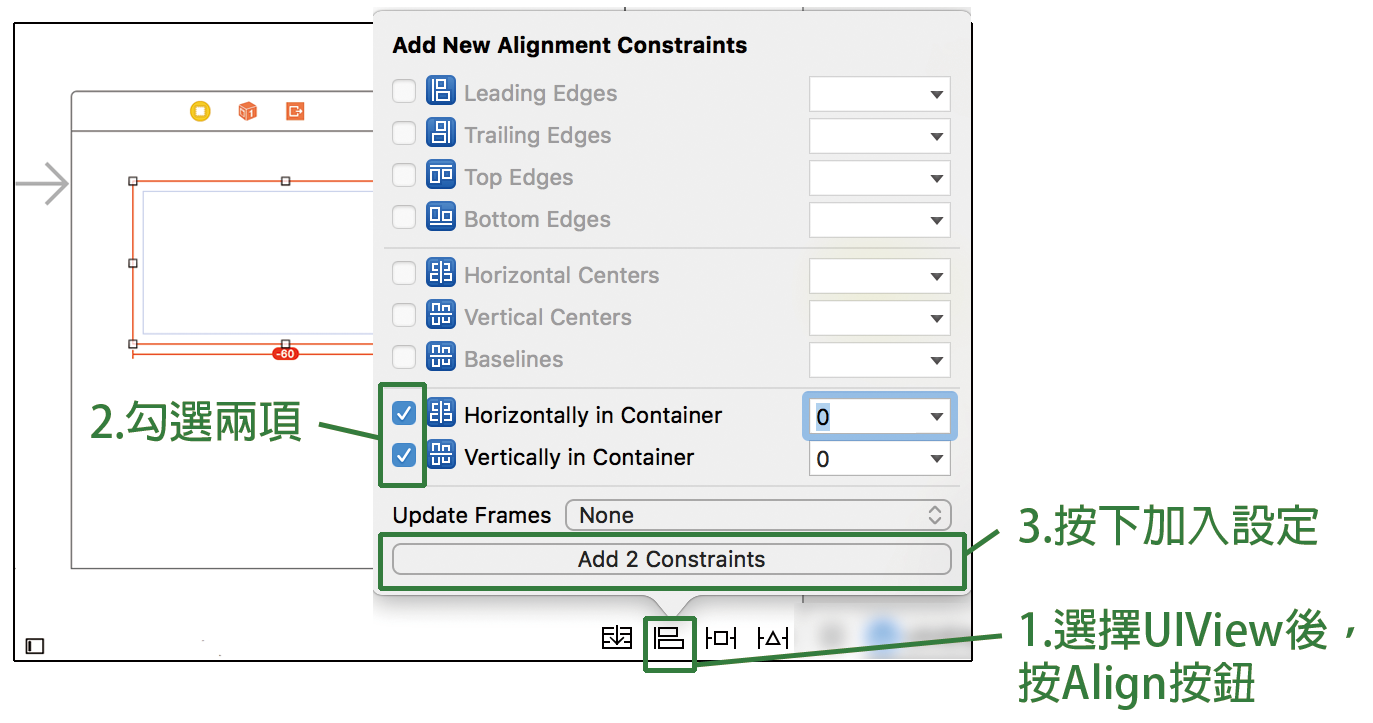 Add New Alignment Constraints
Leading Edges
Trailing Edges
Top Edges
Bottom Edges
Horizontal Centers
Vertical Centers
Baselines
-60
2.勾選兩項
Horizontally in Container 0
Vertically in Container 0
Update Frames None
Add 2 Constraints
3.按下加入設定
1.選擇UIView後，
按Align按鈕